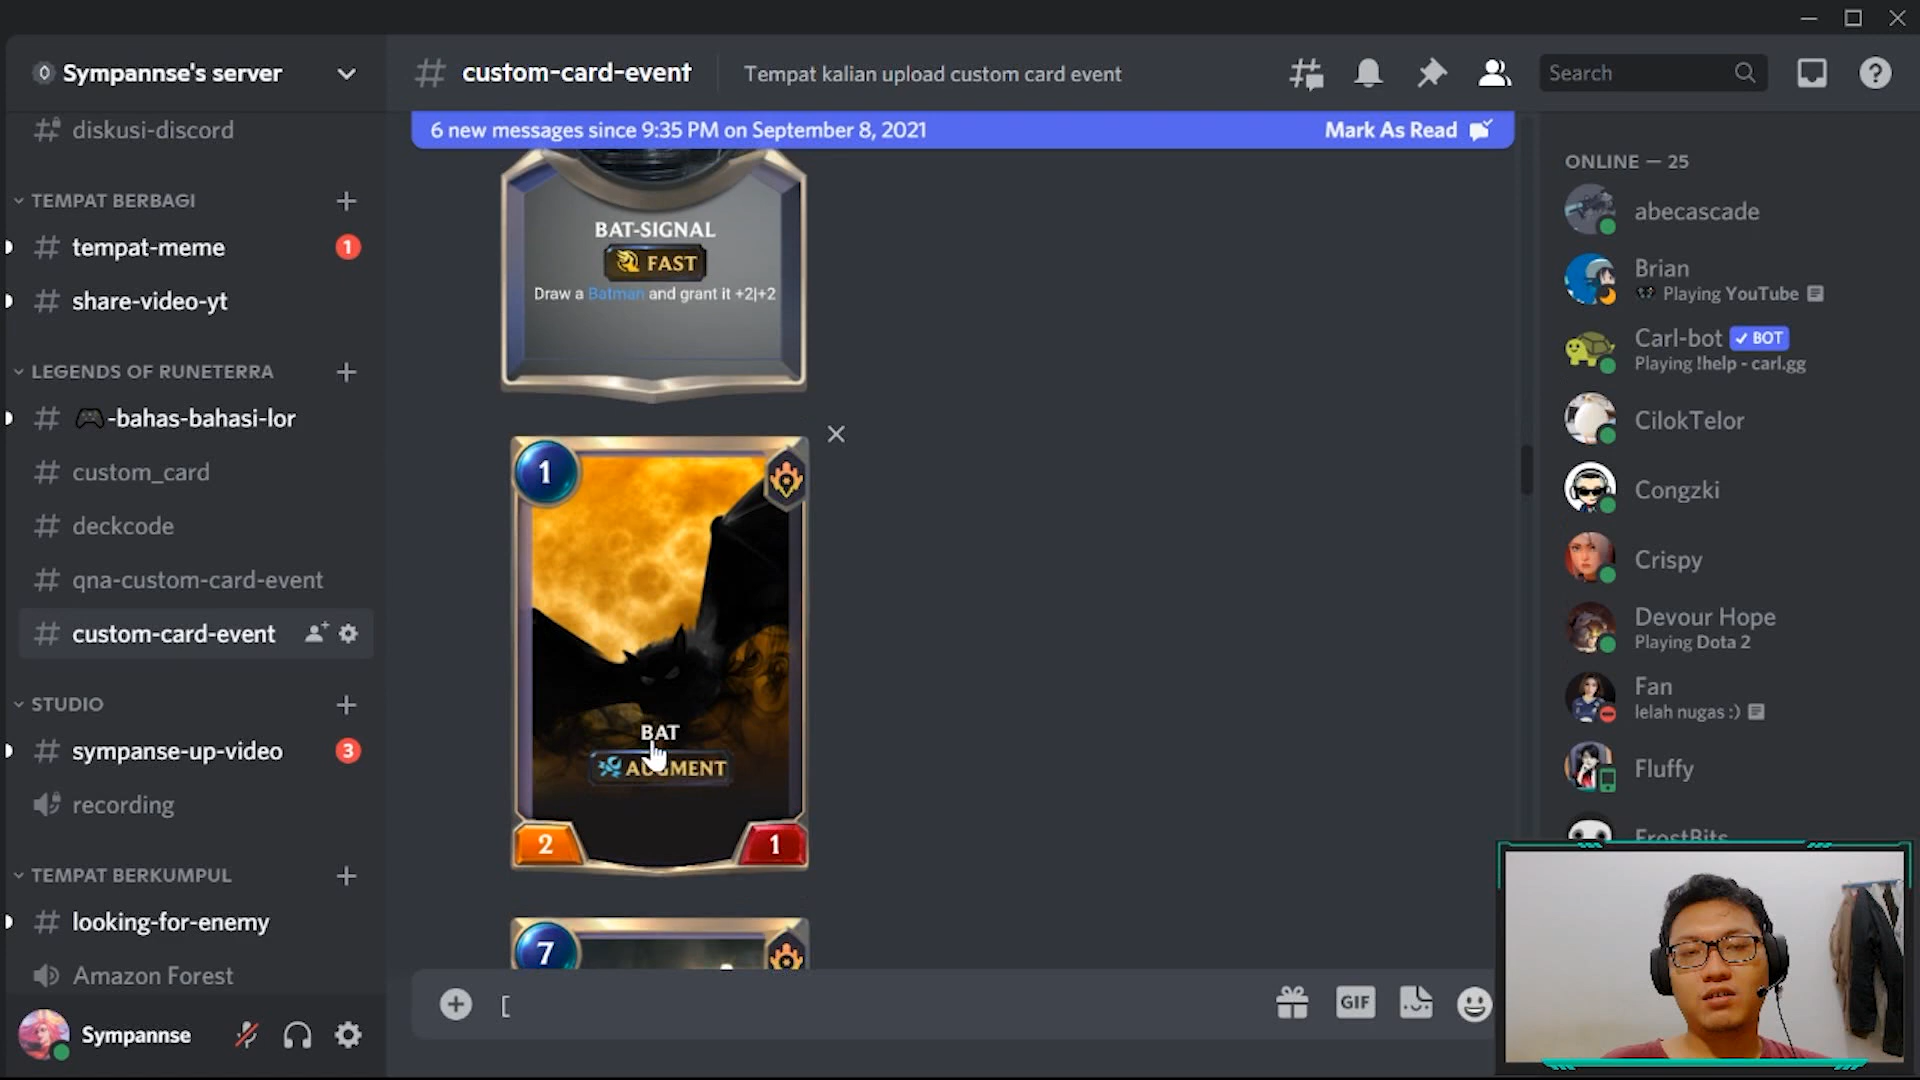 Sympannse's server
custom-card-event
Tempat kalian upload custom card event
Search
diskusi-discord
TEMPAT BERBAGI
tempat-meme
1
share-video-yt
LEGENDS OF RUNETERRA
-bahas-bahasi-lor
custom_card
deckcode
qna-custom-card-event
custom-card-event
STUDIO
sympanse-up-video
3
recording
TEMPAT BERKUMPUL
looking-for-enemy
Amazon Forest
Sympannse
6 new messages since 9:35 PM on September 8, 2021
Mark As Read
BAT-SIGNAL
FAST
Draw a Batman and grant it +2|+2
1
BAT
AUGMENT
2
1
7
[
GIF
ONLINE — 25
abecascade
Brian
Playing YouTube
Carl-bot
BOT
Playing !help - carl.gg
CilokTelor
Congzki
Crispy
Devour Hope
Playing Dota 2
Fan
lelah nugas :)
Fluffy
FrostBits